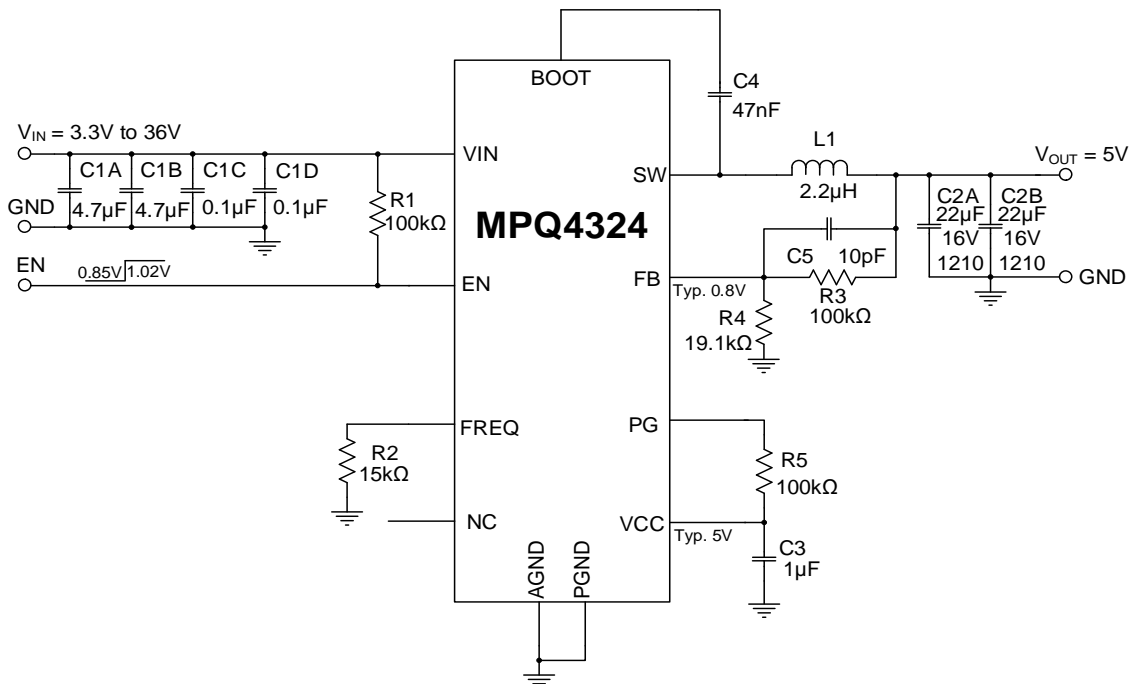 BOOT
C4
47nF
V_IN = 3.3V to 36V
C1A C1B C1C C1D
VIN
L1
V_OUT = 5V
SW
GND
4.7µF 4.7µF 0.1µF 0.1µF
R1
100kΩ
2.2µH
C2A C2B
22µF 22µF
16V 16V
1210 1210
MPQ4324
EN
0.85V 1.02V
EN
FB
Typ. 0.8V
C5 10pF
R3
100kΩ
GND
R4
19.1kΩ
FREQ
PG
R2
15kΩ
R5
100kΩ
NC
VCC
Typ. 5V
C3
1µF
AGND
PGND